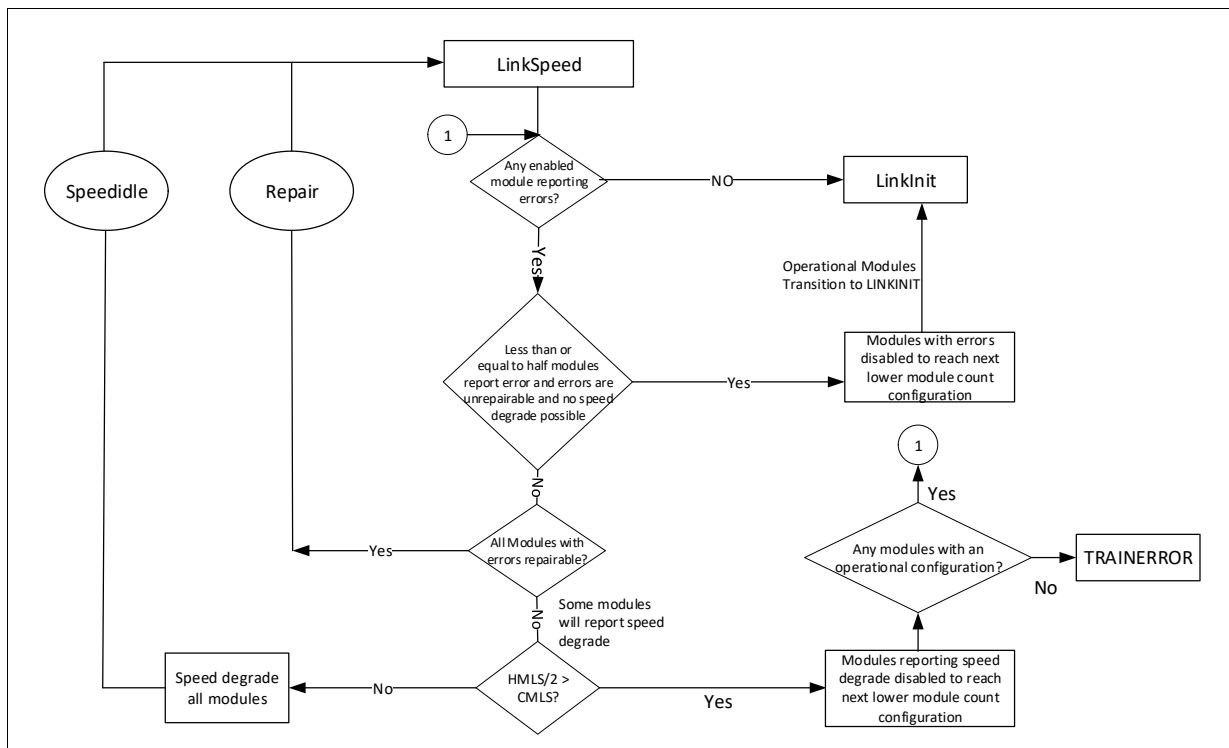 LinkSpeed
1
Any enabled
module reporting
errors?
NO
LinkInit
Speedidle
Repair
Yes
Operational Modules
Transition to LINKINIT
Less than or
equal to half modules
report error and errors are
unrepairable and no speed
degrade possible
Yes
Modules with errors
disabled to reach next
lower module count
configuration
1
Yes
No
All Modules with
errors repairable?
Yes
Any modules with an
operational configuration?
TRAINERROR
No
No
Some modules
will report speed
degrade
Speed degrade
all modules
No
HMLS/2 >
CMLS?
Yes
Modules reporting speed
degrade disabled to reach
next lower module count
configuration